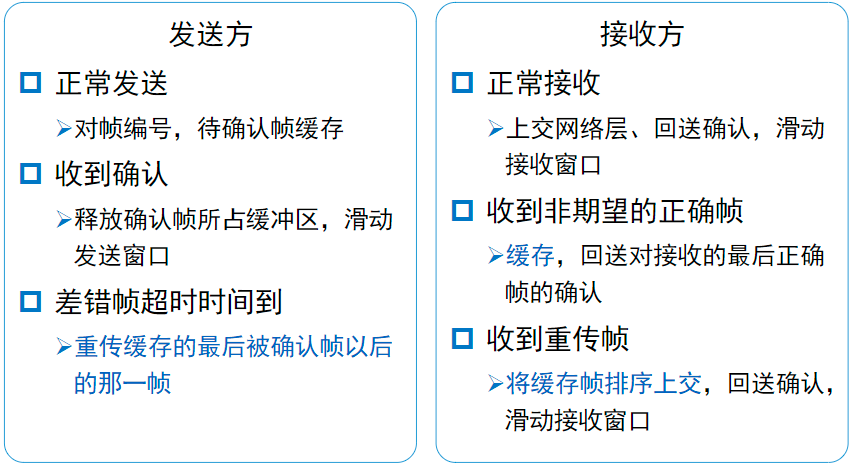 发送方
正常发送
对帧编号，待确认帧缓存
收到确认
释放确认帧所占缓冲区，滑动
发送窗口
差错帧超时时间到
重传缓存的最后被确认帧以后
的那一帧
接收方
正常接收
上交网络层、回送确认，滑动
接收窗口
收到非期望的正确帧
缓存，回送对接收的最后正确
帧的确认
收到重传帧
将缓存帧排序上交，回送确认，
滑动接收窗口